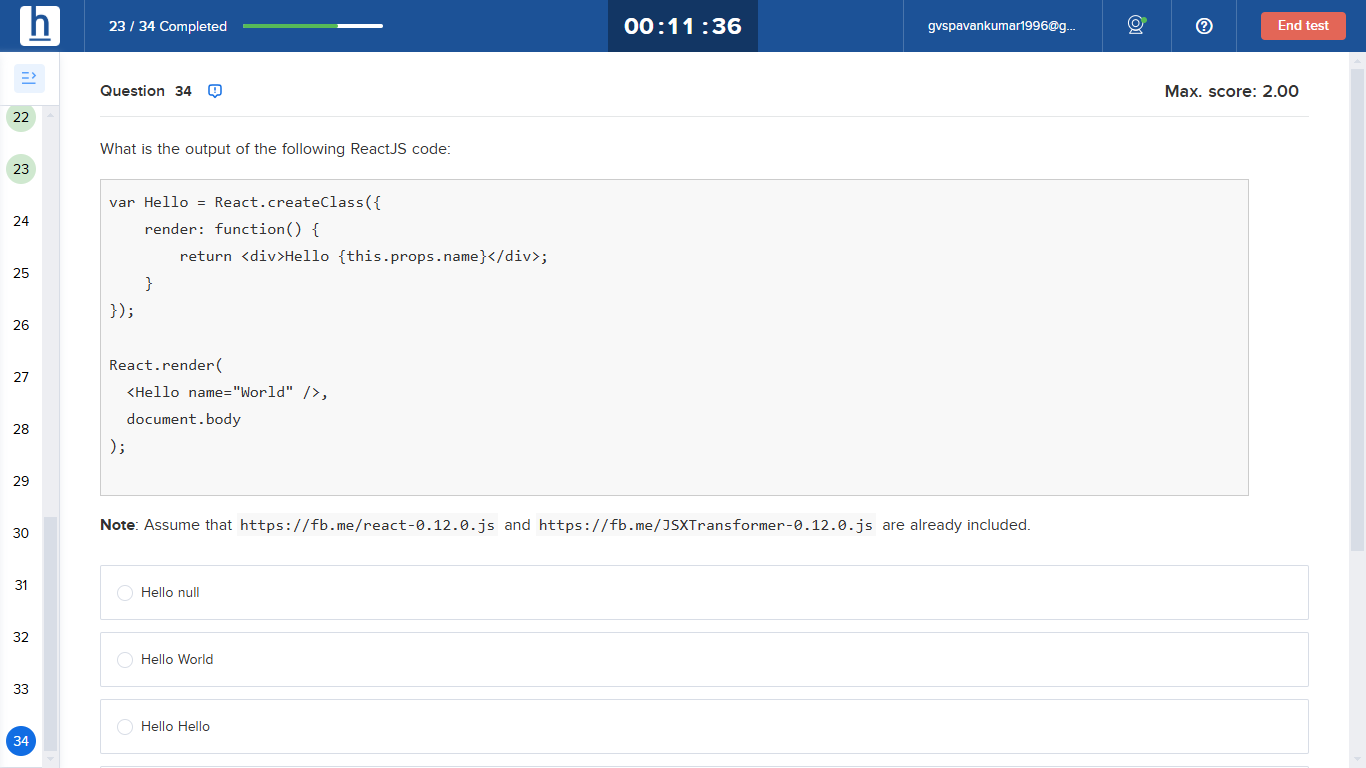 h
23 / 34 Completed
00:11:36
gvspavankumar1996@g...
End test
Question 34
Max. score: 2.00
22
23
24
25
26
27
28
29
30
31
32
33
34
What is the output of the following ReactJS code:
var Hello = React.createClass({
    render: function() {
        return <div>Hello {this.props.name}</div>;
    }
});

React.render(
  <Hello name="World" />,
  document.body
);
Note: Assume that https://fb.me/react-0.12.0.js and https://fb.me/JSXTransformer-0.12.0.js are already included.
Hello null
Hello World
Hello Hello